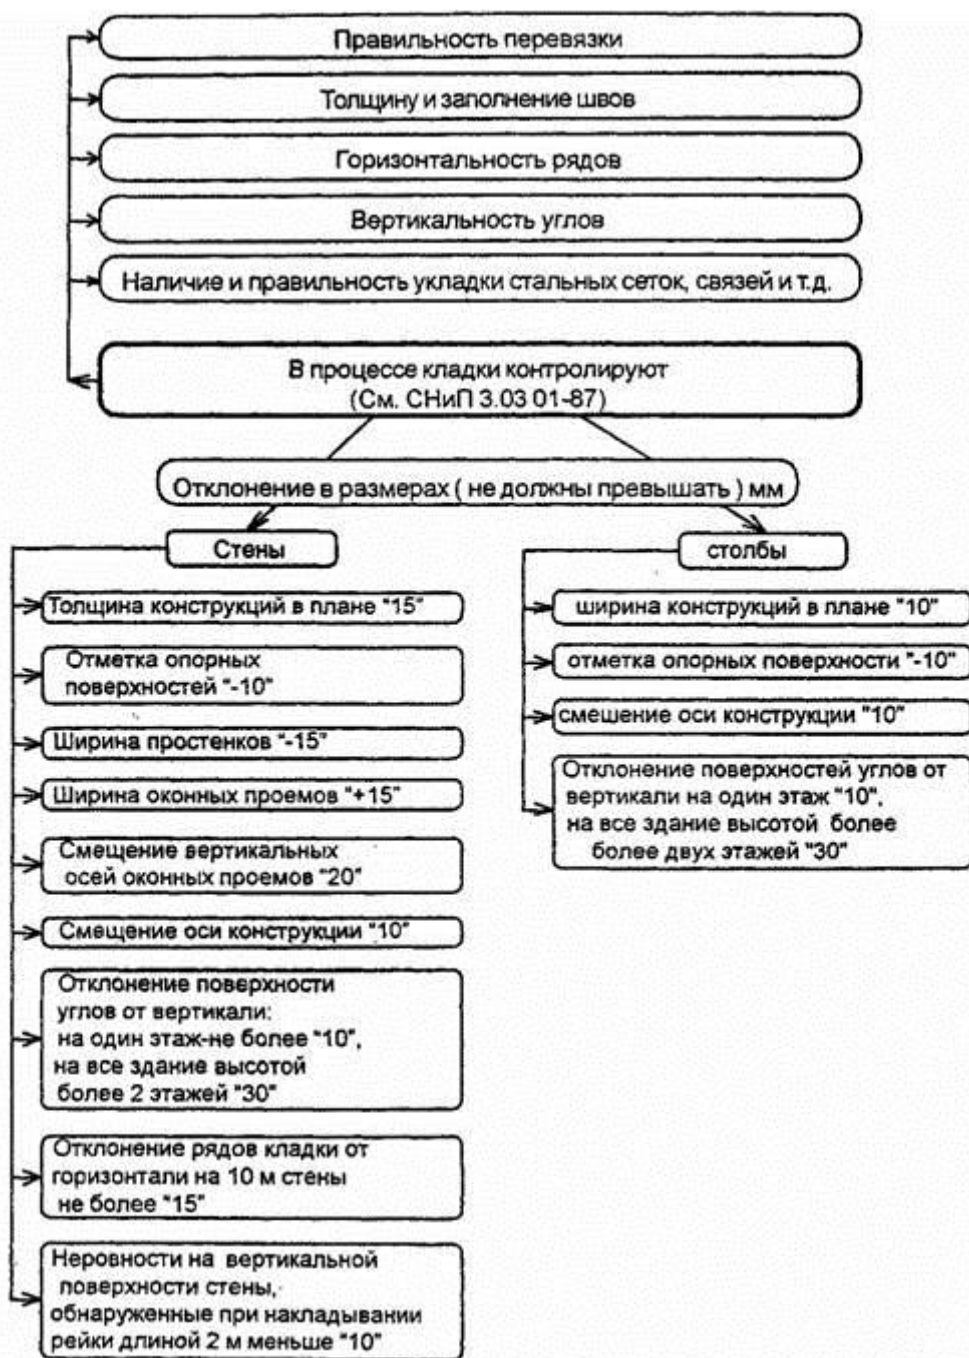 Правильность перевязки
Толщину и заполнение швов
Горизонтальность рядов
Вертикальность углов
Наличие и правильность укладки стальных сеток, связей и т.д.
В процессе кладки контролируют
(См. СНиП 3.03 01-87)
Отклонение в размерах ( не должны превышать ) мм
Стены
Толщина конструкций в плане "15"
Отметка опорных
поверхностей "-10"
Ширина простенков "-15"
Ширина оконных проемов "+15"
Смещение вертикальных
осей оконных проемов "20"
Смещение оси конструкции "10"
Отклонение поверхности
углов от вертикали:
на один этаж-не более "10",
на все здание высотой
более 2 этажей "30"
Отклонение рядов кладки от
горизонтали на 10 м стены
не более "15"
Неровности на вертикальной
поверхности стены,
обнаруженные при накладывании
рейки длиной 2 м меньше "10"
столбы
ширина конструкций в плане "10"
отметка опорных поверхности "-10"
смешение оси конструкции "10"
Отклонение поверхностей углов от
вертикали на один этаж "10",
на все здание высотой более
более двух этажей "30"